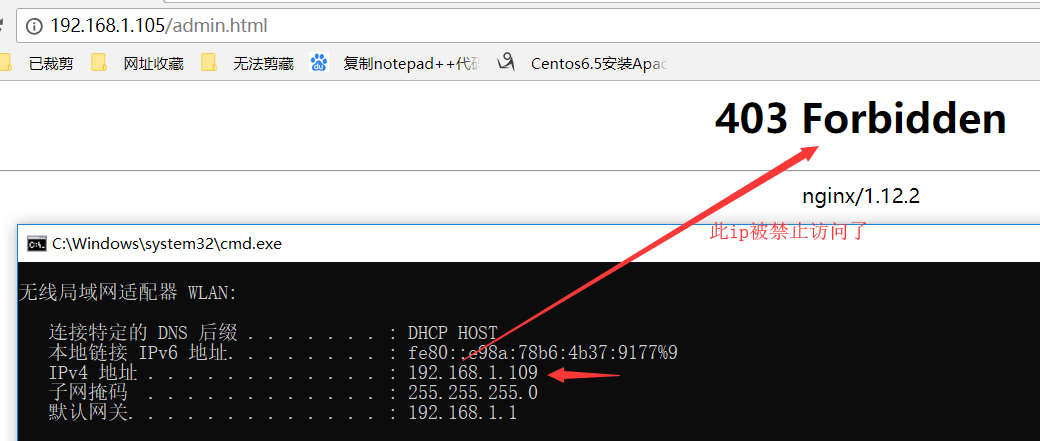 192.168.1.105/admin.html
已裁剪 网址收藏 无法剪藏 复制notepad++代 Centos6.5安装Apac
403 Forbidden
nginx/1.12.2
此ip被禁止访问了
C:\Windows\system32\cmd.exe
无线局域网适配器 WLAN:
连接特定的 DNS 后缀 . . . . . . . : DHCP HOST
本地链接 IPv6 地址. . . . . . . . : fe80::e98a:78b6:4b37:9177%9
IPv4 地址 . . . . . . . . . . . . : 192.168.1.109
子网掩码 . . . . . . . . . . . . : 255.255.255.0
默认网关. . . . . . . . . . . . . : 192.168.1.1